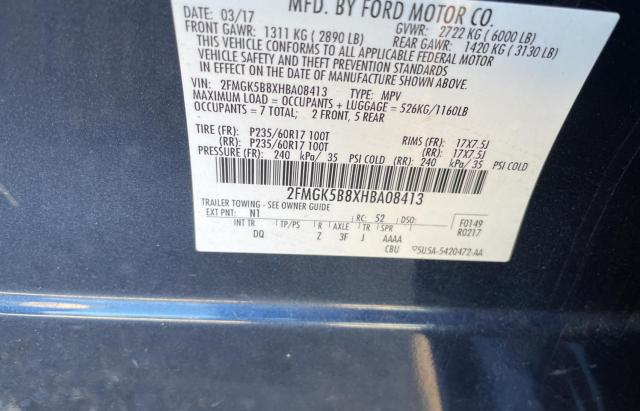 MFD. BY FORD MOTOR CO.
DATE: 03/17 GVWR: 2722 KG ( 6000 LB)
FRONT GAWR: 1311 KG ( 2890 LB) REAR GAWR: 1420 KG ( 3130 LB)
THIS VEHICLE CONFORMS TO ALL APPLICABLE FEDERAL MOTOR
VEHICLE SAFETY AND THEFT PREVENTION STANDARDS
IN EFFECT ON THE DATE OF MANUFACTURE SHOWN ABOVE.
VIN: 2FMGK5B8XHBA08413 TYPE: MPV
MAXIMUM LOAD = OCCUPANTS + LUGGAGE = 526KG/1160LB
OCCUPANTS = 7 TOTAL; 2 FRONT, 5 REAR
TIRE (FR): P235/60R17 100T RIMS (FR): 17X7.5J
(RR): P235/60R17 100T (RR): 17X7.5J
PRESSURE (FR): 240 kPa/ 35 PSI COLD (RR): 240 kPa/ 35 PSI COLD
2FMGK5B8XHBA08413
TRAILER TOWING - SEE OWNER GUIDE
EXT PNT: N1 RC: 52 DSO: F0149
INT TR TP/PS R AXLE TR SPR R0217
DQ Z 3F J AAAA
CBU 5U5A-5420472-AA